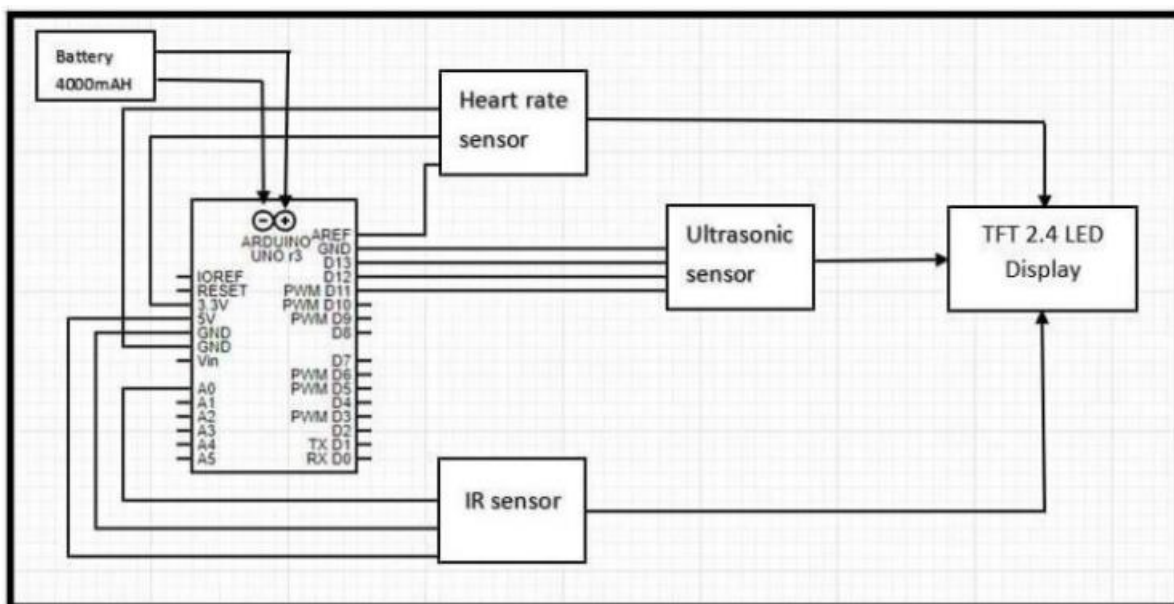 Battery
4000mAH
Heart rate
sensor
Ultrasonic
sensor
TFT 2.4 LED
Display
ARDUINO
UNO r3
IOREF
RESET
3.3V
5V
GND
GND
Vin
A0
A1
A2
A3
A4
A5
AREF
GND
D13
D12
PWM D11
PWM D10
PWM D9
D8
D7
PWM D6
PWM D5
D4
PWM D3
D2
TX D1
RX D0
IR sensor